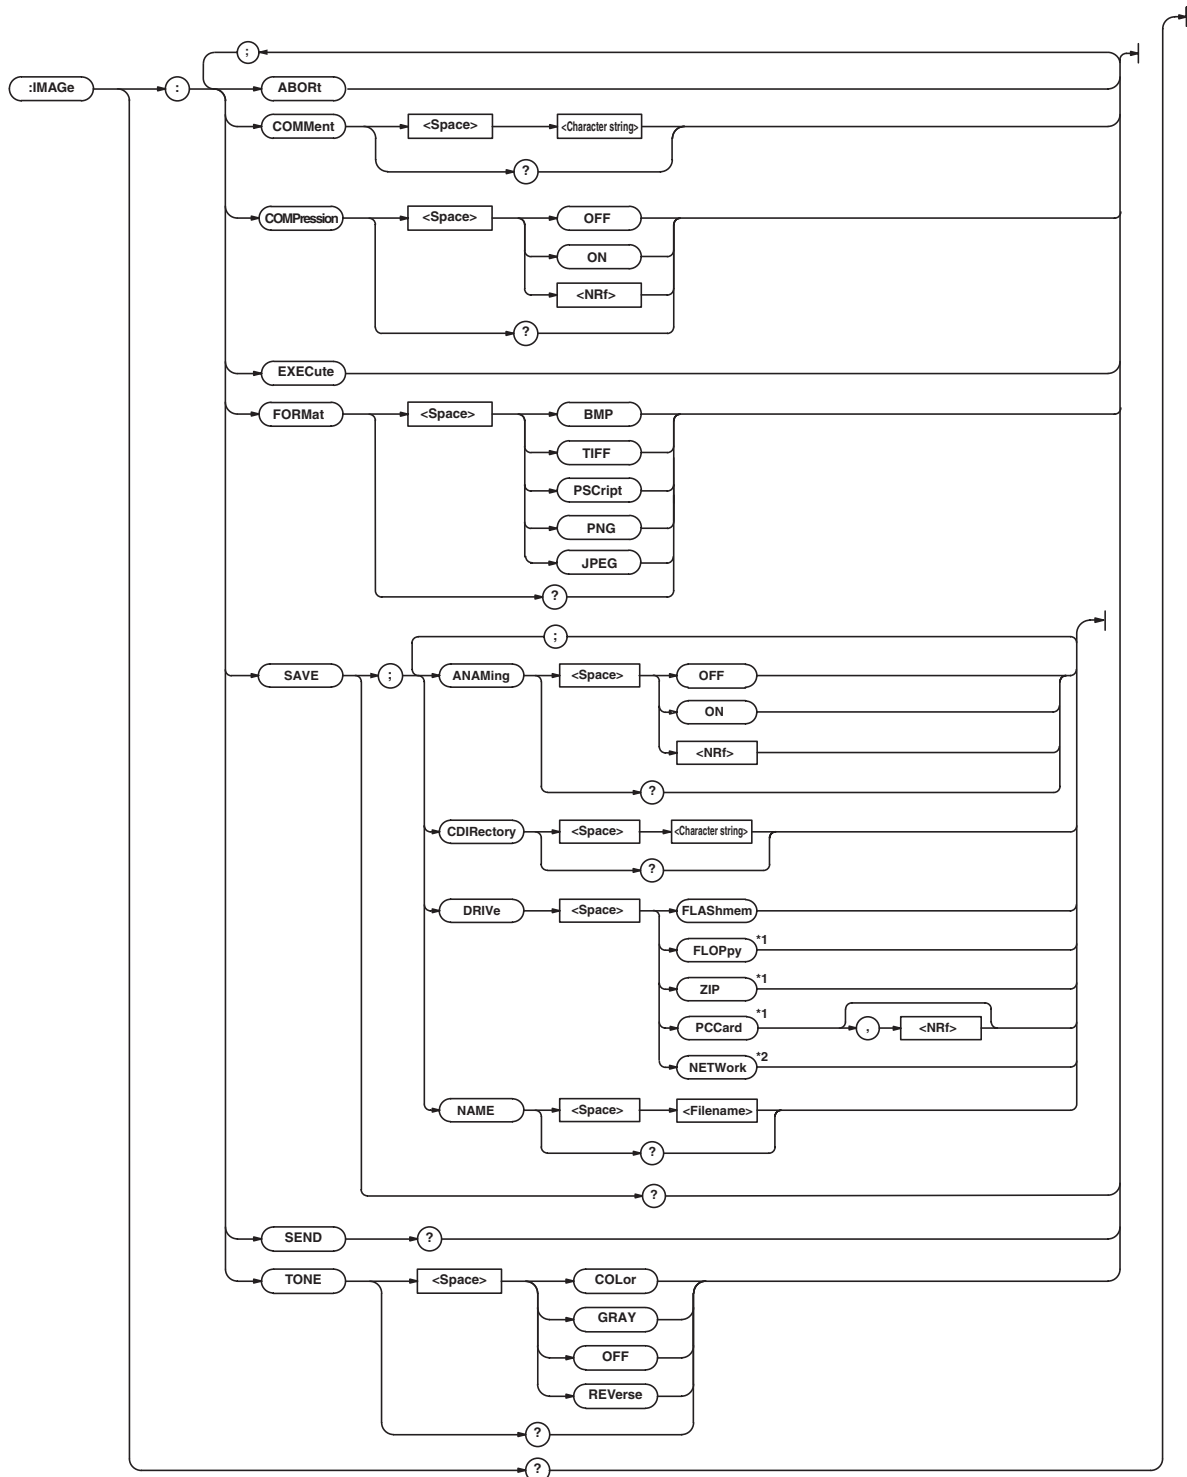 ;
:IMAGe : ABORt
COMMent <Space> <Character string>
?
COMPression <Space> OFF
ON
<NRf>
?
EXECute
FORMat <Space> BMP
TIFF
PSCript
PNG
JPEG
?
;
SAVE ; ANAMing <Space> OFF
ON
<NRf>
?
CDIRectory <Space> <Character string>
?
DRIVe <Space> FLAShmem
FLOPpy *1
ZIP *1
PCCard *1 , <NRf>
NETWork *2
NAME <Space> <Filename>
?
?
SEND ?
TONE <Space> COLor
GRAY
OFF
REVerse
?
?